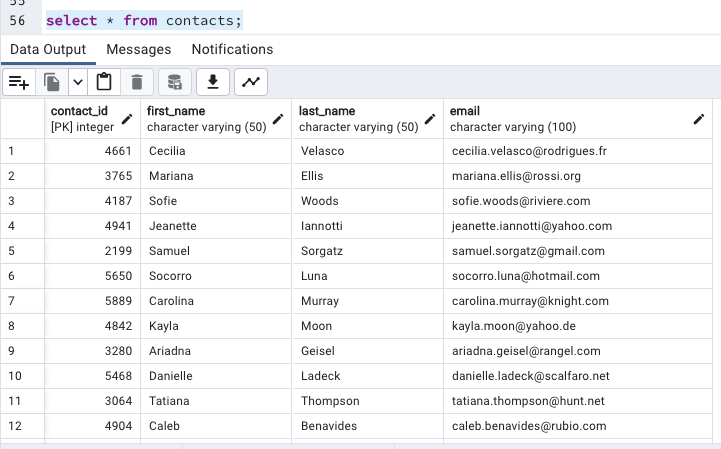 55
56 select * from contacts;
Data Output Messages Notifications
contact_id first_name last_name email
[PK] integer character varying (50) character varying (50) character varying (100)
1 4661 Cecilia Velasco cecilia.velasco@rodrigues.fr
2 3765 Mariana Ellis mariana.ellis@rossi.org
3 4187 Sofie Woods sofie.woods@riviere.com
4 4941 Jeanette Iannotti jeanette.iannotti@yahoo.com
5 2199 Samuel Sorgatz samuel.sorgatz@gmail.com
6 5650 Socorro Luna socorro.luna@hotmail.com
7 5889 Carolina Murray carolina.murray@knight.com
8 4842 Kayla Moon kayla.moon@yahoo.de
9 3280 Ariadna Geisel ariadna.geisel@rangel.com
10 5468 Danielle Ladeck danielle.ladeck@scalfaro.net
11 3064 Tatiana Thompson tatiana.thompson@hunt.net
12 4904 Caleb Benavides caleb.benavides@rubio.com